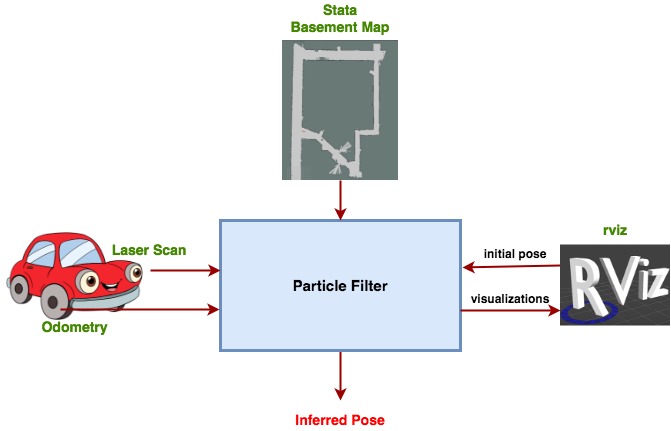 Stata
Basement Map
Laser Scan
Odometry
Particle Filter
initial pose
visualizations
rviz
RViz
Inferred Pose